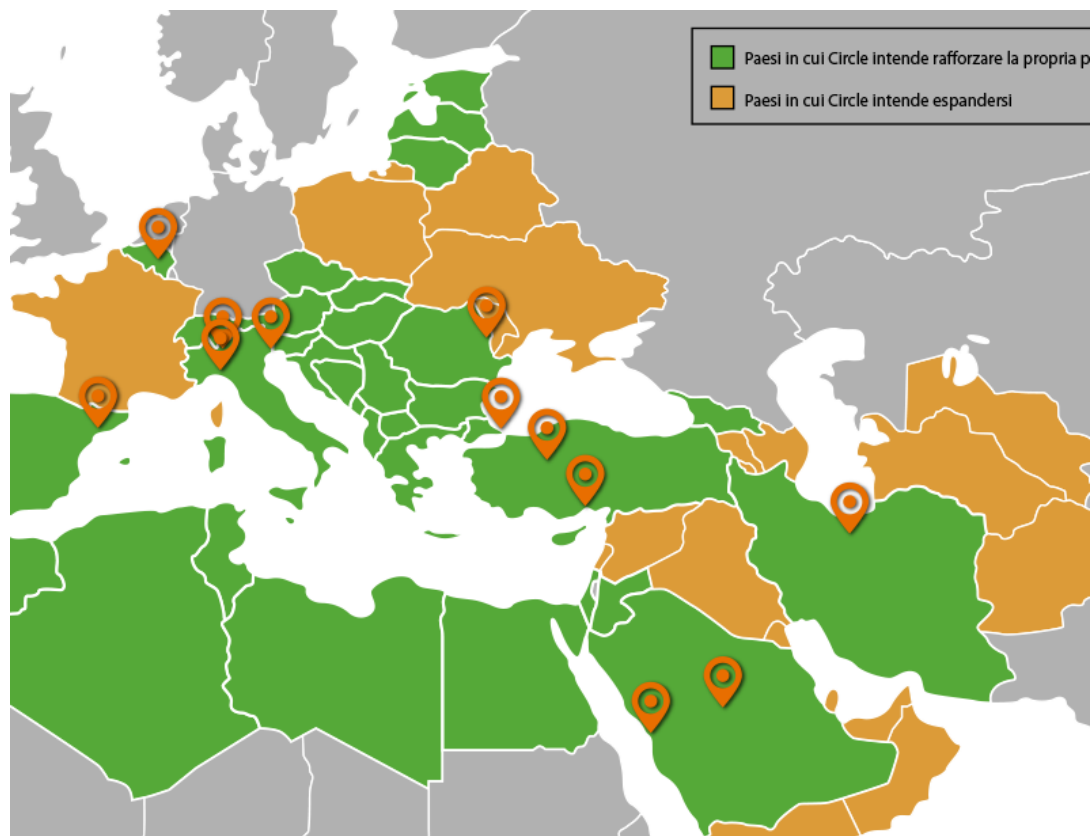 Paesi in cui Circle intende rafforzare la propria p
Paesi in cui Circle intende espandersi